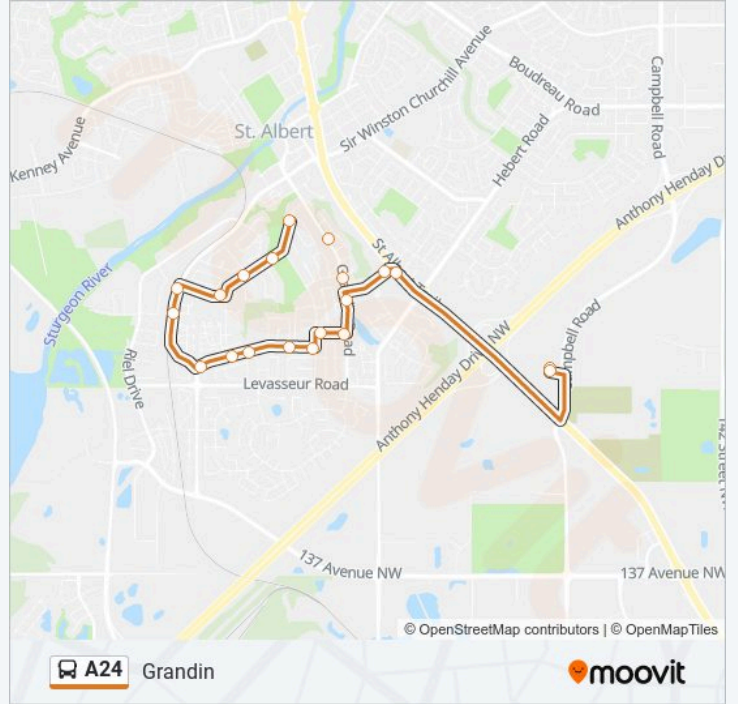 Boudreau Road
Campbell Road
Sir Winston Churchill Avenue
St. Albert
Hebert Road
Kenney Avenue
Anthony Henday D
Sturgeon River
Riel Drive
Levasseur Road
Anthony Henday Drive NW
137 Avenue NW
137 Avenue NW
© OpenStreetMap contributors | © OpenMapTiles
A24 Grandin
moovit